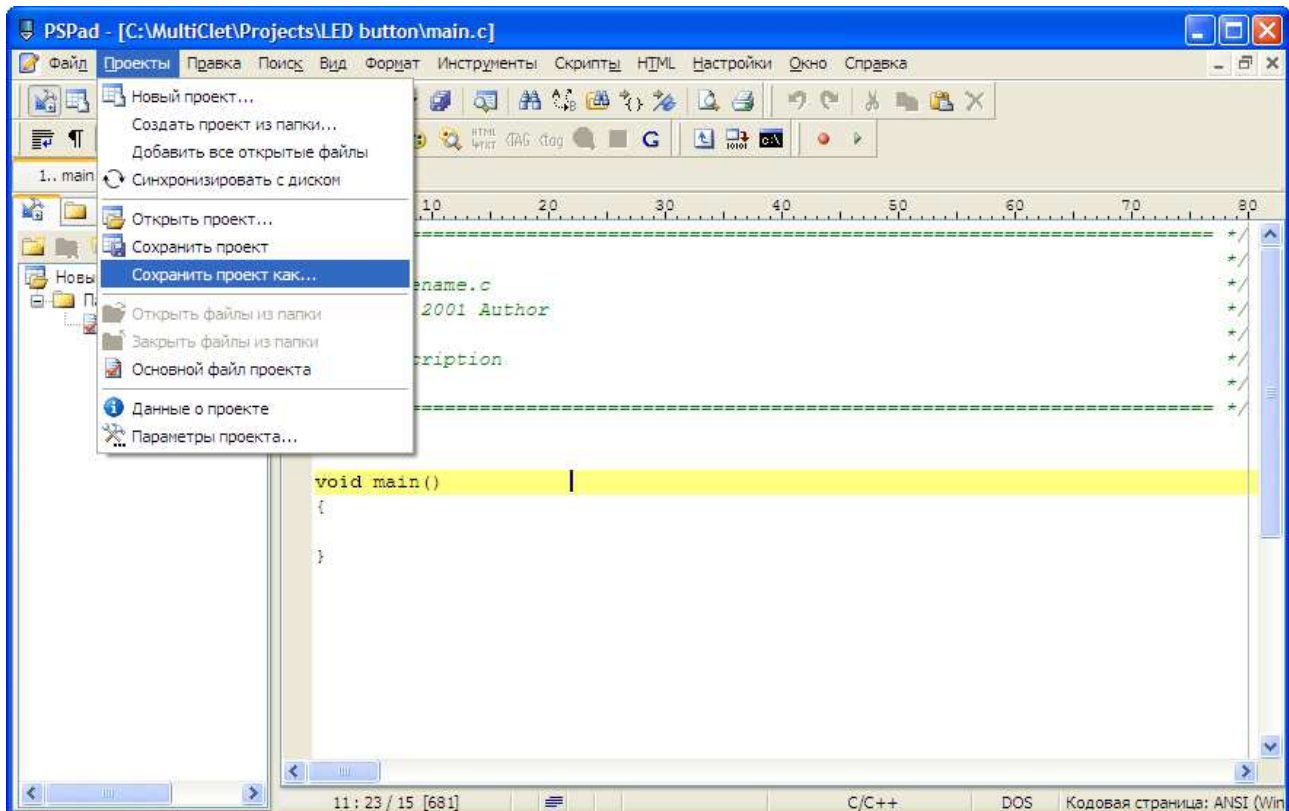 PSPad - [C:\MultiClet\Projects\LED button\main.c]
Файл Проекты Правка Поиск Вид Формат Инструменты Скрипты HTML Настройки Окно Справка
Новый проект...
Создать проект из папки...
Добавить все открытые файлы
Синхронизировать с диском
Открыть проект...
Сохранить проект
Сохранить проект как...
Открыть файлы из папки
Закрыть файлы из папки
Основной файл проекта
Данные о проекте
Параметры проекта...
1.. main
10 20 30 40 50 60 70 80
============================================================ */
*/
ename.c */
2001 Author */
*/
cription */
*/
============================================================ */
void main()
{
}
11 : 23 / 15 [681] C/C++ DOS Кодовая страница: ANSI (Win